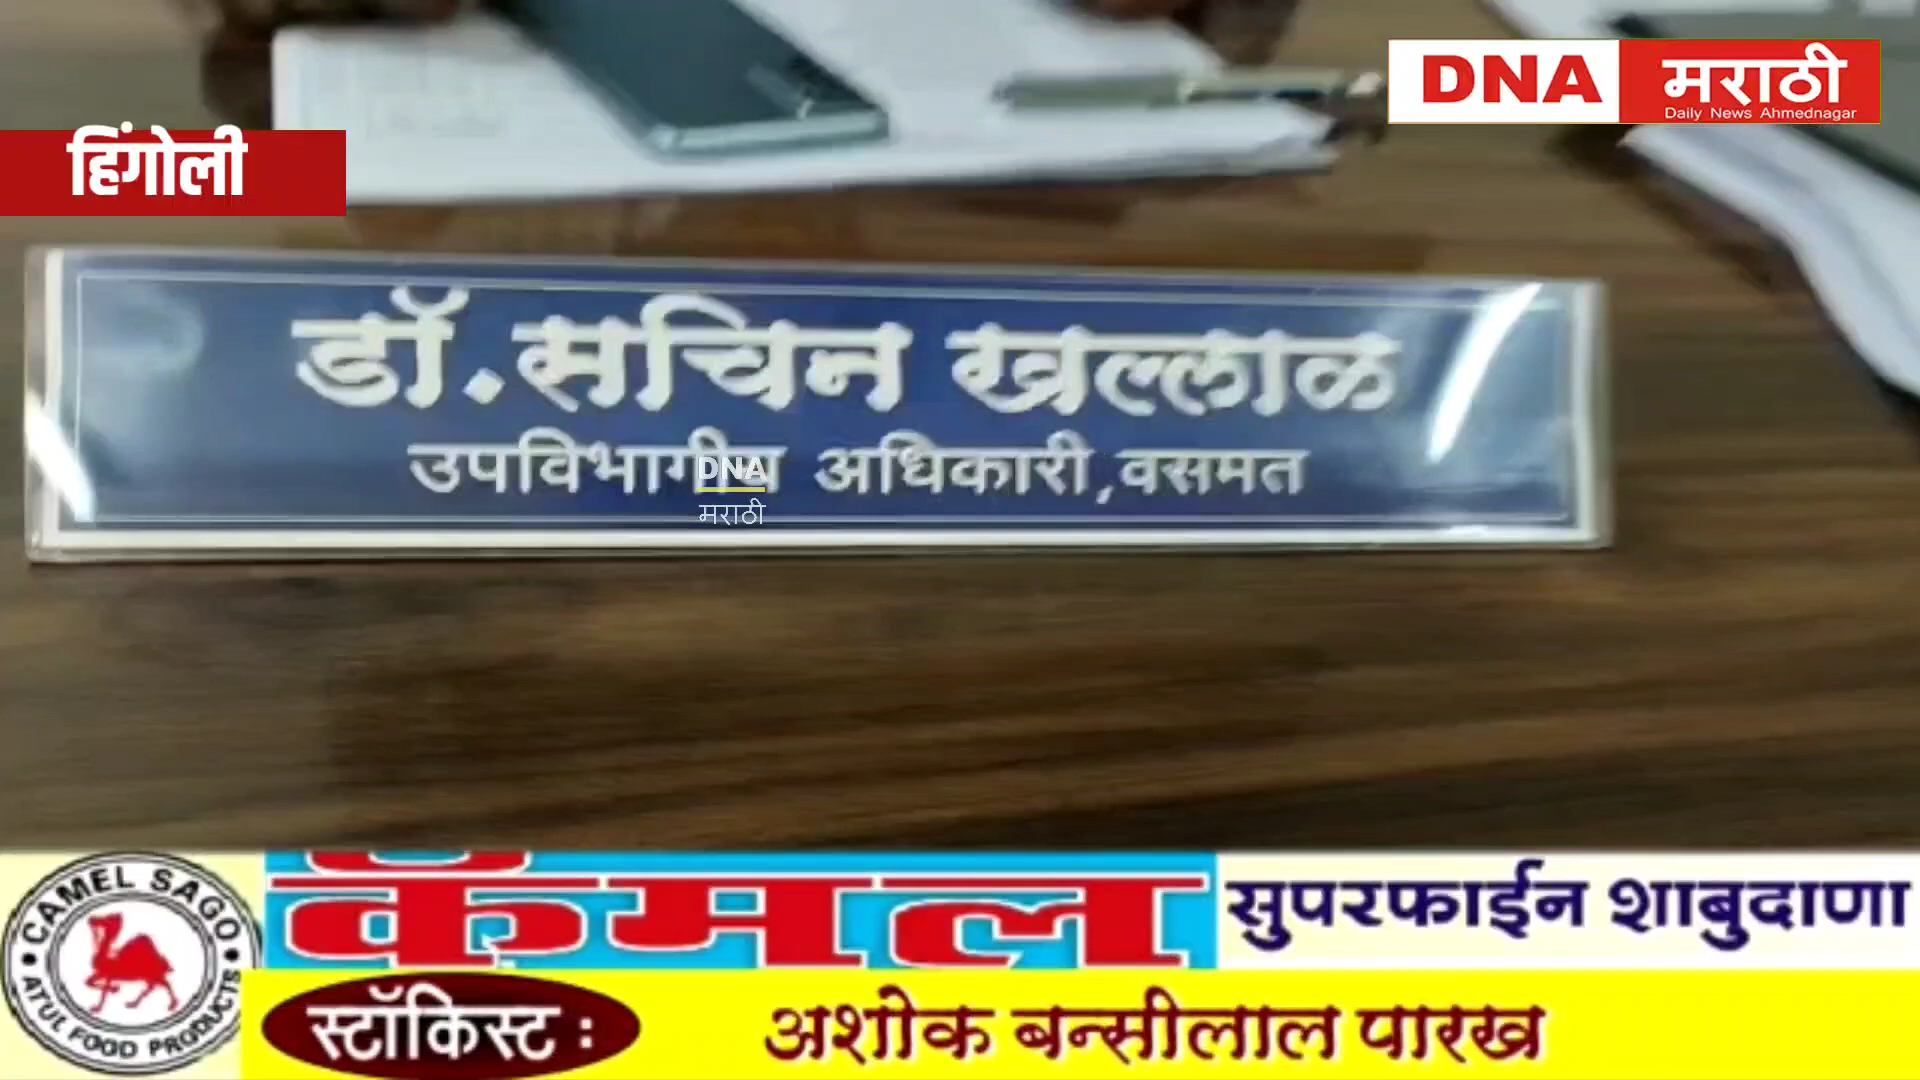 DNA मराठी
Daily News Ahmednagar
हिंगोली
डॉ.सचिन खल्लाळ
उपविभागीय अधिकारी,वसमत
DNA
मराठी
CAMEL SAGO
ATUL FOOD PRODUCTS
कॅमल
सुपरफाईन शाबुदाणा
स्टॉकिस्ट :
अशोक बन्सीलाल पारख